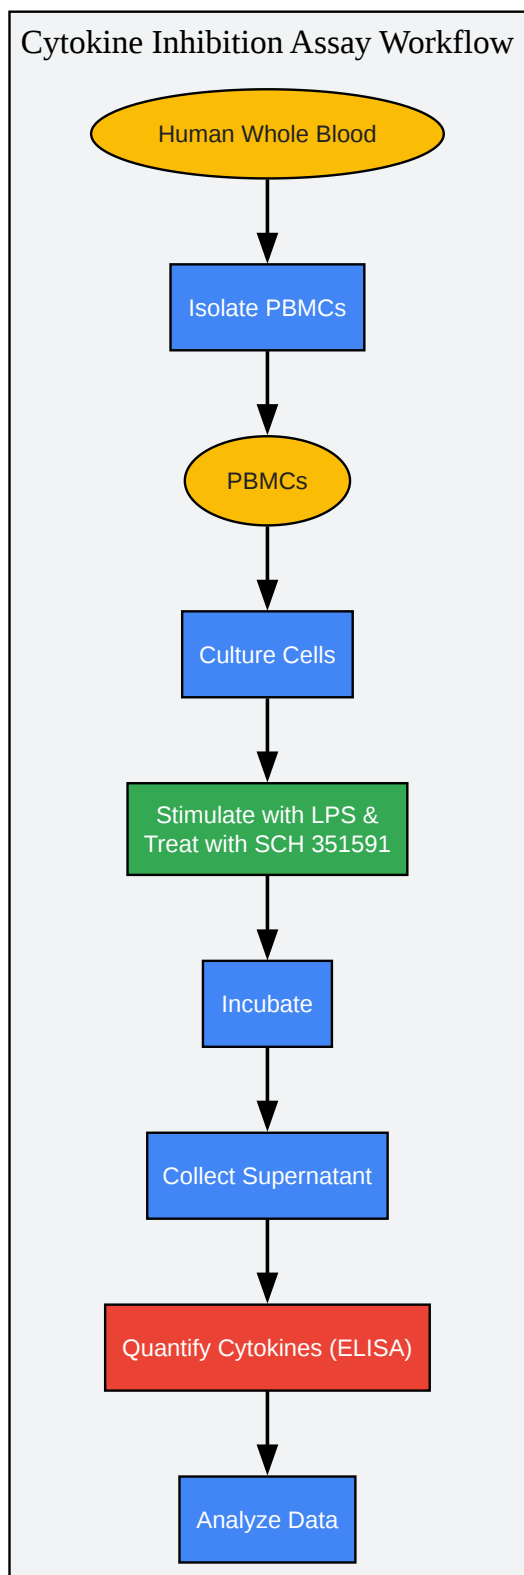 Cytokine Inhibition Assay Workflow
Human Whole Blood
Isolate PBMCs
PBMCs
Culture Cells
Stimulate with LPS &
Treat with SCH 351591
Incubate
Collect Supernatant
Quantify Cytokines (ELISA)
Analyze Data